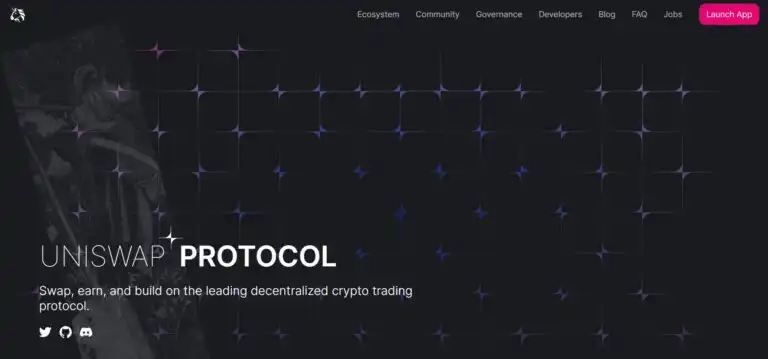 Ecosystem Community Governance Developers Blog FAQ Jobs Launch App
UNISWAP PROTOCOL
Swap, earn, and build on the leading decentralized crypto trading
protocol.